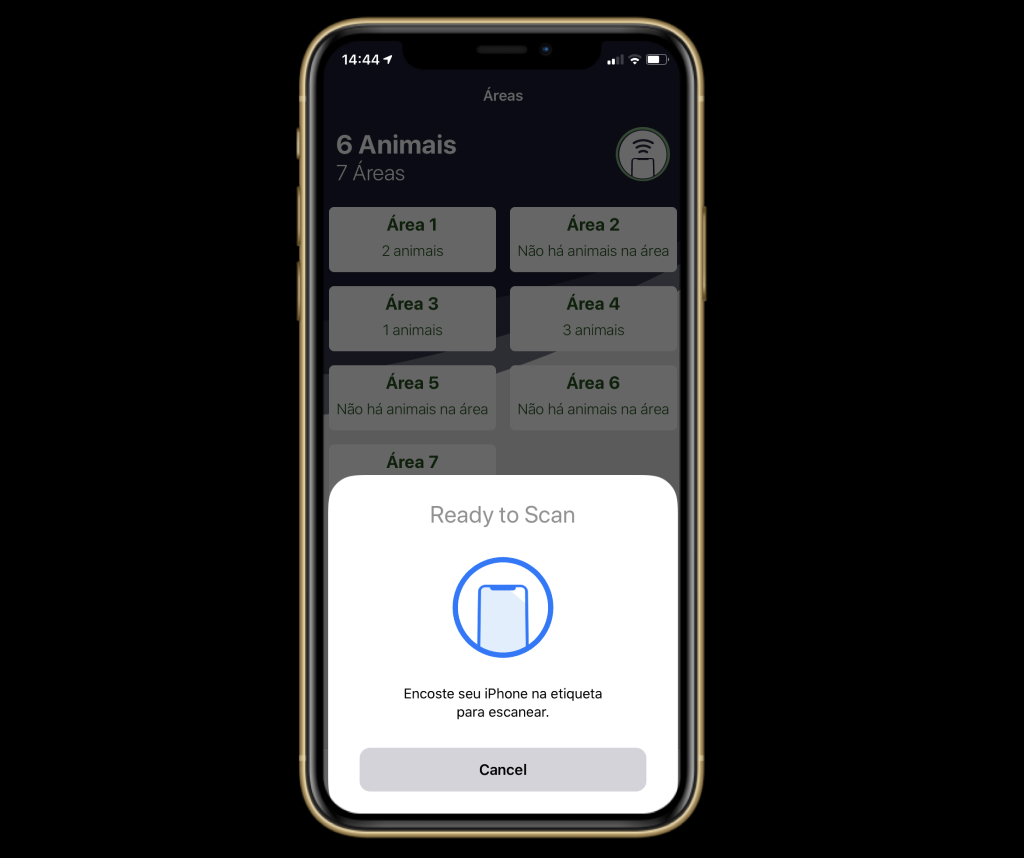 14:44
Áreas
6 Animais
7 Áreas
Área 1
2 animais
Área 2
Não há animais na área
Área 3
1 animais
Área 4
3 animais
Área 5
Não há animais na área
Área 6
Não há animais na área
Área 7
Ready to Scan
Encoste seu iPhone na etiqueta
para escanear.
Cancel